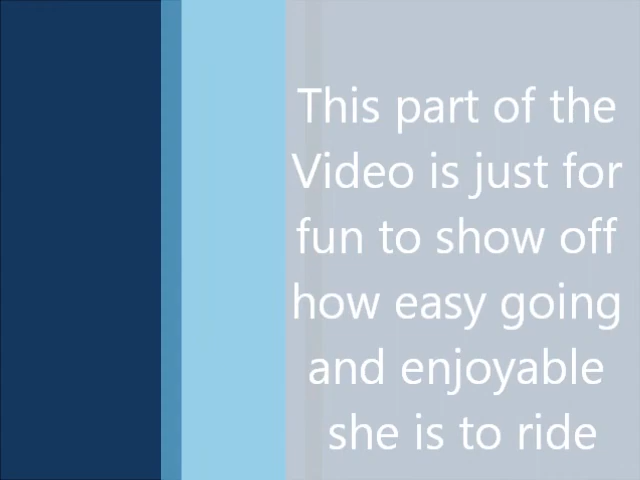 This part of the
Video is just for
fun to show off
how easy going
and enjoyable
she is to ride